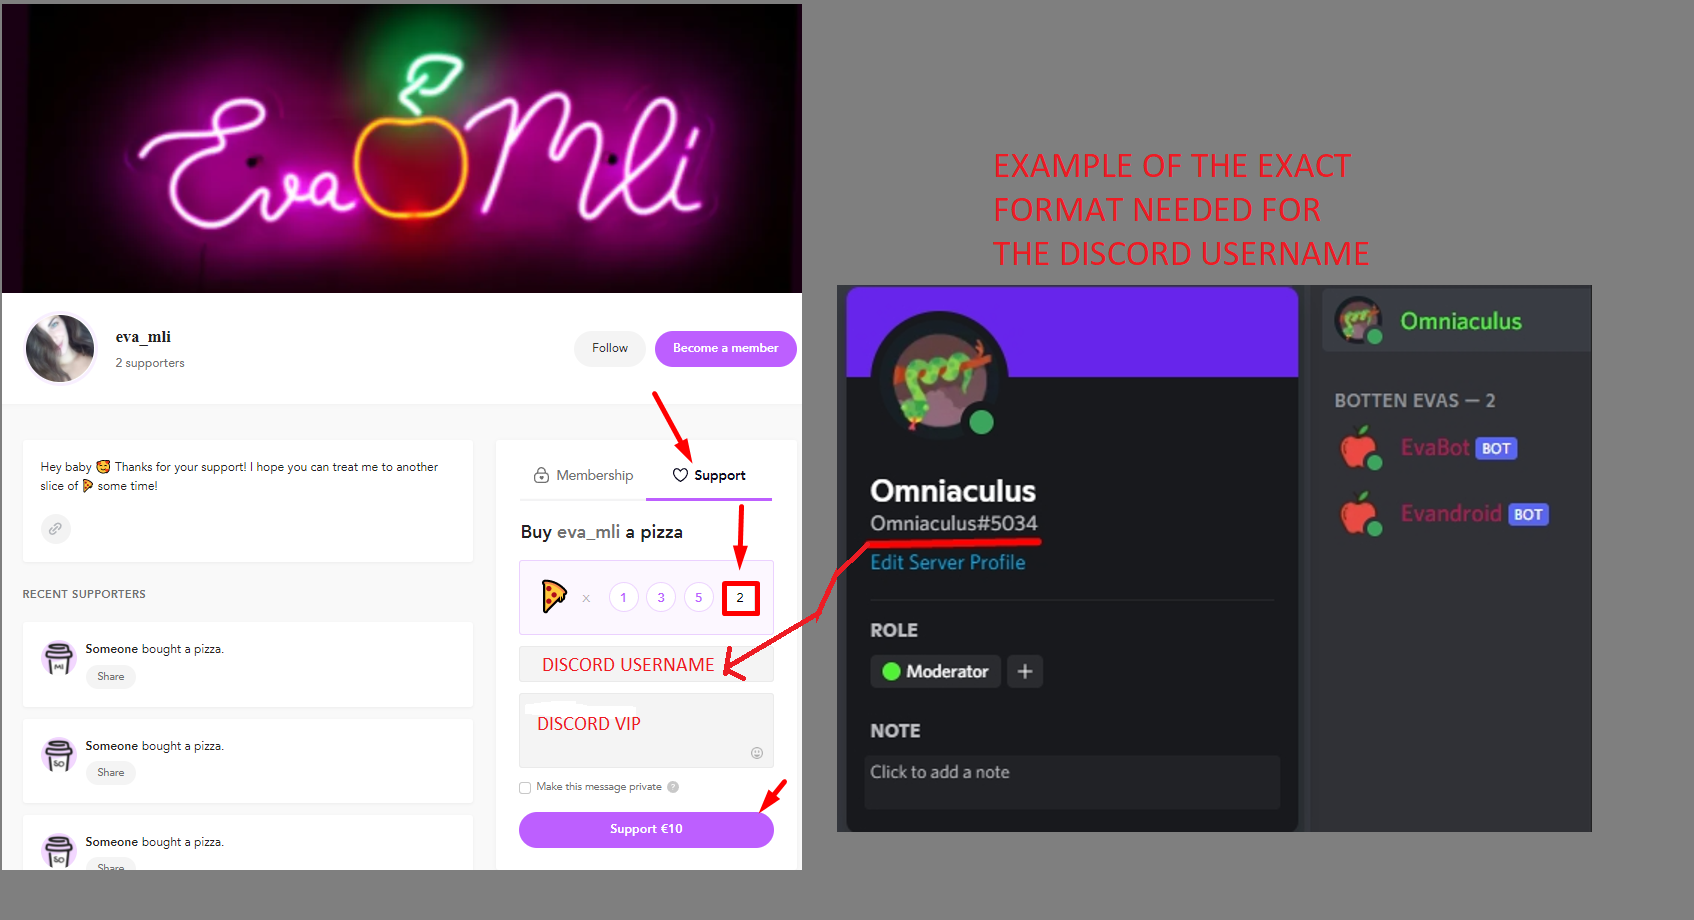 Eva Mli
eva_mli
2 supporters
Follow
Become a member
Hey baby 🥰 Thanks for your support! I hope you can treat me to another
slice of 🍕 some time!
RECENT SUPPORTERS
Someone bought a pizza.
Share
Someone bought a pizza.
Share
Someone bought a pizza.
Share
Membership
Support
Buy eva_mli a pizza
x 1 3 5 2
DISCORD USERNAME
DISCORD VIP
Make this message private ?
Support €10
EXAMPLE OF THE EXACT
FORMAT NEEDED FOR
THE DISCORD USERNAME
Omniaculus
Omniaculus#5034
Edit Server Profile
ROLE
Moderator +
NOTE
Click to add a note
Omniaculus
BOTTEN EVAS — 2
EvaBot BOT
Evandroid BOT